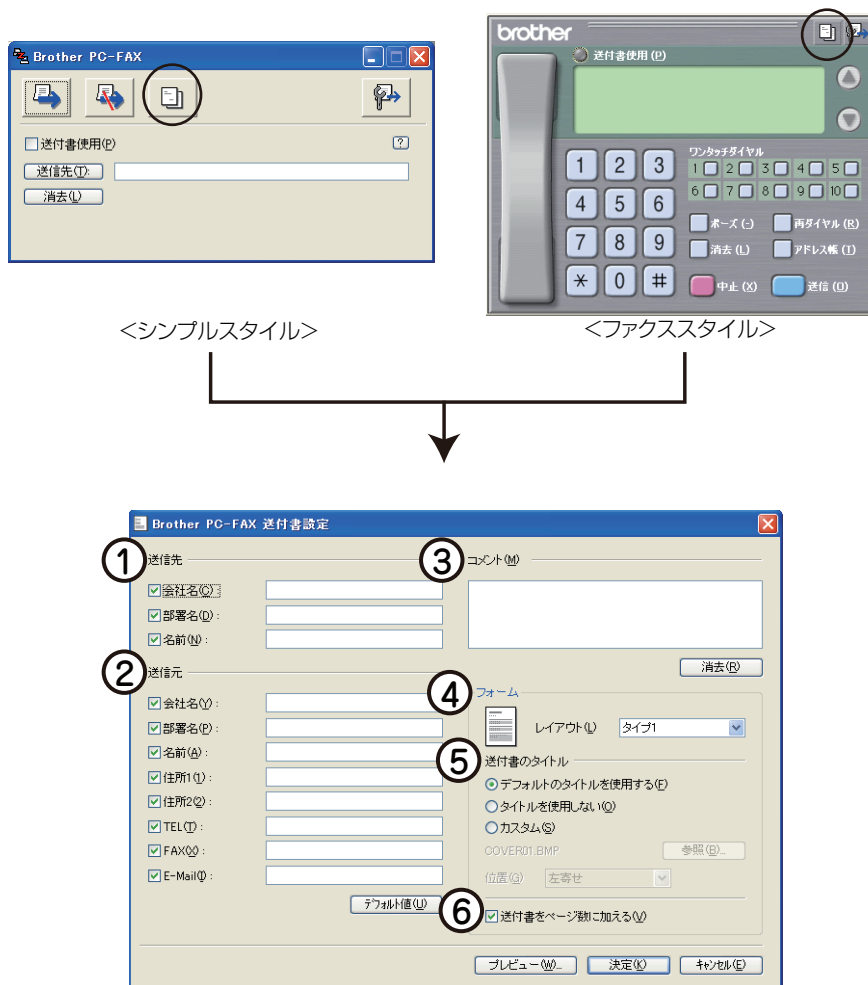 Brother PC-FAX
送付書使用(P)
?
送信先(T):
消去(L)
<シンプルスタイル>
brother
送付書使用 (P)
1 2 3
4 5 6
7 8 9
* 0 #
ワンタッチダイヤル
1 2 3 4 5
6 7 8 9 10
ポーズ (-) 再ダイヤル (R)
消去 (L) アドレス帳 (I)
中止 (X) 送信 (O)
<ファクススタイル>
Brother PC-FAX 送付書設定
① 送信先
会社名(C) :
部署名(D) :
名前(N) :
② 送信元
会社名(Y) :
部署名(P) :
名前(A) :
住所1(1) :
住所2(2) :
TEL(T) :
FAX(X) :
E-Mail(I) :
デフォルト値(U)
③ コメント(M)
消去(R)
④ フォーム
レイアウト(L) タイプ1
⑤ 送付書のタイトル
デフォルトのタイトルを使用する(F)
タイトルを使用しない(O)
カスタム(S)
COVER01.BMP 参照(B)...
位置(G) 左寄せ
⑥ 送付書をページ数に加える(V)
プレビュー(W)... 決定(K) キャンセル(E)